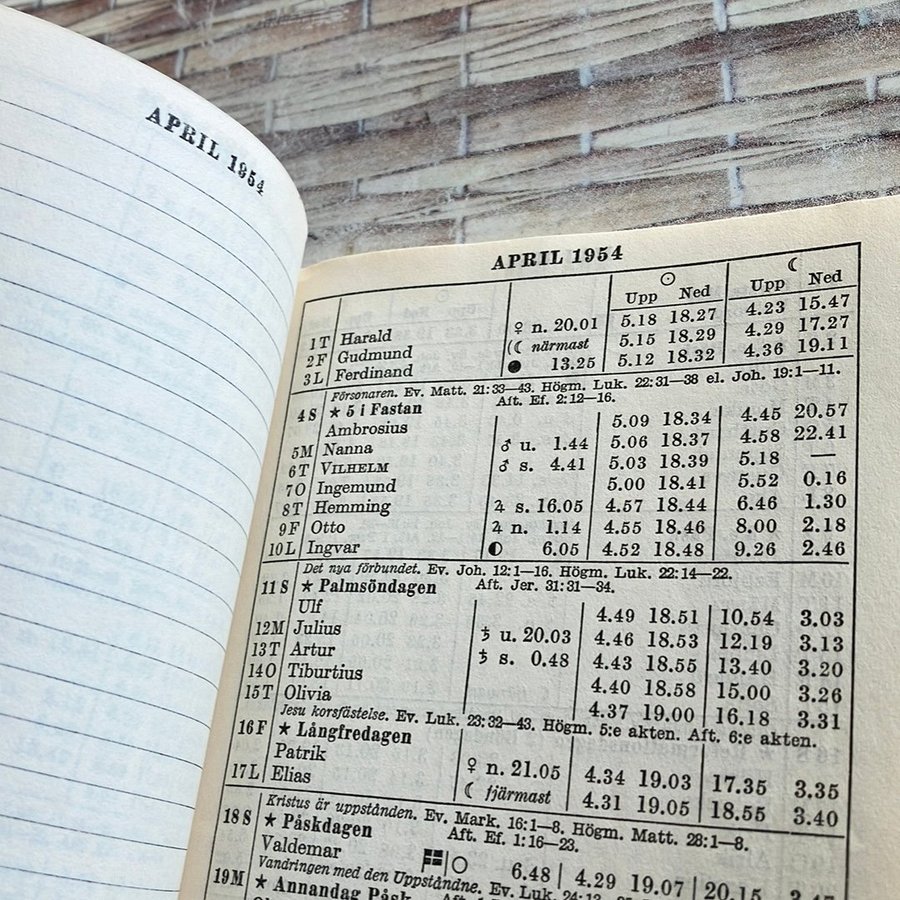 APRIL 1954
APRIL 1954
☉ ☾
Upp Ned Upp Ned
1 T Harald ♀ n. 20.01 5.18 18.27 4.23 15.47
2 F Gudmund ☾ närmast 5.15 18.29 4.29 17.27
3 L Ferdinand ● 13.25 5.12 18.32 4.36 19.11
Försonaren. Ev. Matt. 21:33—43. Högm. Luk. 22:31—38 el. Joh. 19:1—11.
4 S ★ 5 i Fastan Aft. Ef. 2:12—16.
Ambrosius 5.09 18.34 4.45 20.57
5 M Nanna ♂ u. 1.44 5.06 18.37 4.58 22.41
6 T VILHELM ♂ s. 4.41 5.03 18.39 5.18 —
7 O Ingemund 5.00 18.41 5.52 0.16
8 T Hemming ♃ s. 16.05 4.57 18.44 6.46 1.30
9 F Otto ♃ n. 1.14 4.55 18.46 8.00 2.18
10 L Ingvar ◐ 6.05 4.52 18.48 9.26 2.46
Det nya förbundet. Ev. Joh. 12:1—16. Högm. Luk. 22:14—22.
11 S ★ Palmsöndagen Aft. Jer. 31:31—34.
Ulf 4.49 18.51 10.54 3.03
12 M Julius ♄ u. 20.03 4.46 18.53 12.19 3.13
13 T Artur ♄ s. 0.48 4.43 18.55 13.40 3.20
14 O Tiburtius 4.40 18.58 15.00 3.26
15 T Olivia 4.37 19.00 16.18 3.31
Jesu korsfästelse. Ev. Luk. 23:32—43. Högm. 5:e akten. Aft. 6:e akten.
16 F ★ Långfredagen
Patrik ♀ n. 21.05 4.34 19.03 17.35 3.35
17 L Elias ☾ fjärmast 4.31 19.05 18.55 3.40
Kristus är uppstånden. Ev. Mark. 16:1—8. Högm. Matt. 28:1—8.
18 S ★ Påskdagen Aft. Ef. 1:16—23.
Valdemar ○ 6.48 4.29 19.07 20.15
Vandringen med den Uppståndne. Ev. Luk.
19 M ★ Annandag Påsk